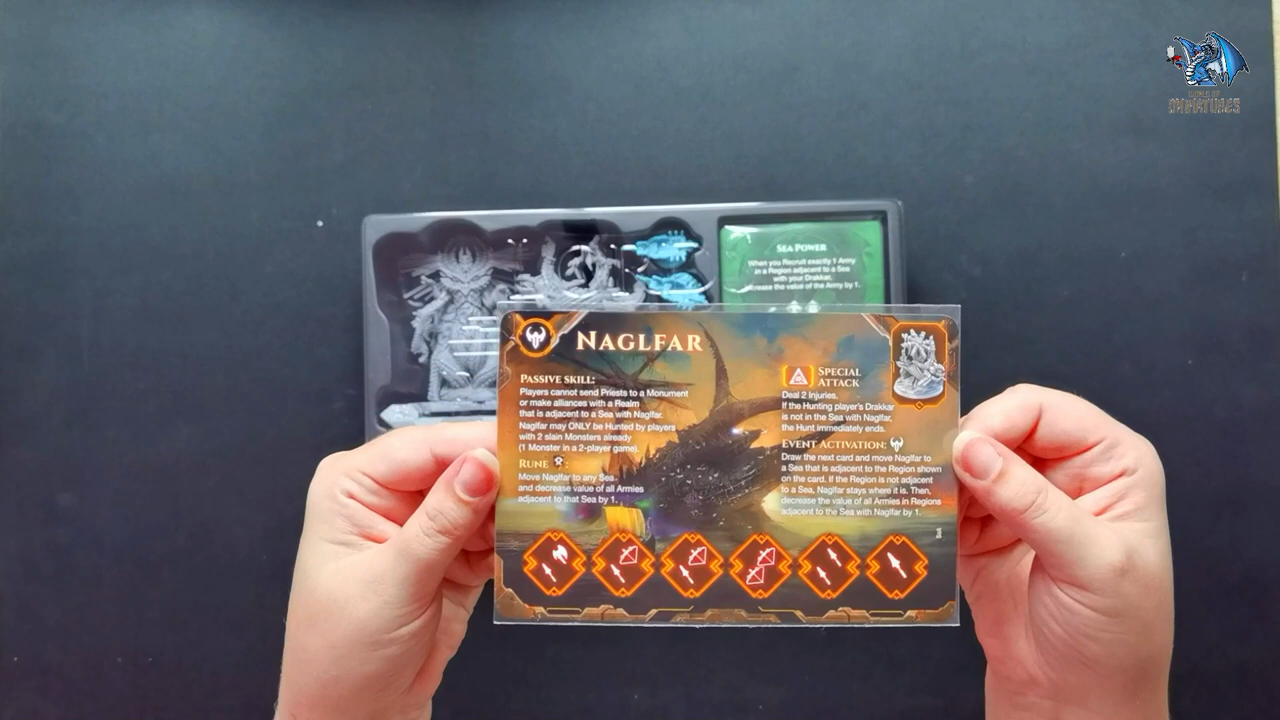 MINIATURES
SEA POWER
When you Recruit exactly 1 Army
in a Region adjacent to a Sea
with your Drakkar,
increase the value of the Army by 1.
NAGLFAR
PASSIVE SKILL:
Players cannot send Priests to a Monument
or make alliances with a Realm
that is adjacent to a Sea with Naglfar.
Naglfar may ONLY be Hunted by players
with 2 slain Monsters already
(1 Monster in a 2-player game).
RUNE :
Move Naglfar to any Sea
and decrease value of all Armies
adjacent to that Sea by 1.
SPECIAL
ATTACK
Deal 2 Injuries.
If the Hunting player's Drakkar
is not in the Sea with Naglfar,
the Hunt immediately ends.
EVENT ACTIVATION:
Draw the next card and move Naglfar to
a Sea that is adjacent to the Region shown
on the card. If the Region is not adjacent
to a Sea, Naglfar stays where it is. Then,
decrease the value of all Armies in Regions
adjacent to the Sea with Naglfar by 1.
1